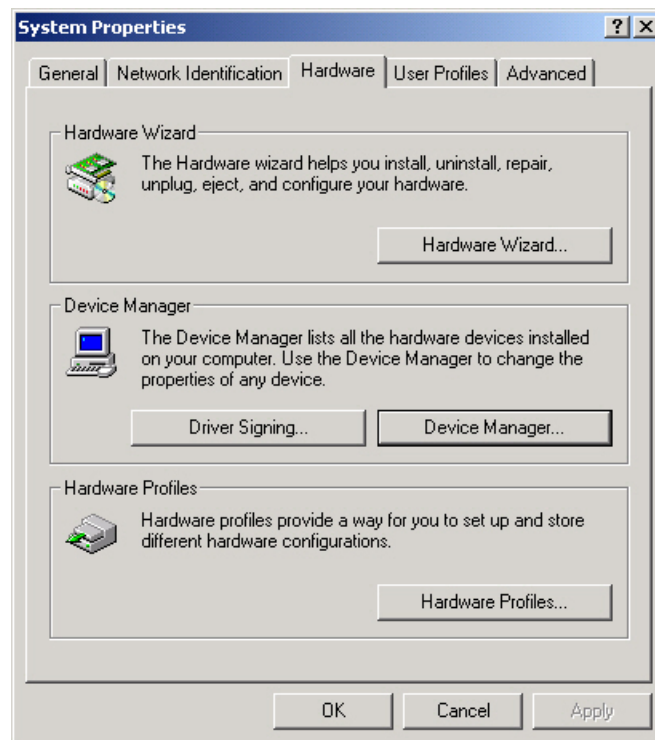 System Properties
General Network Identification Hardware User Profiles Advanced
Hardware Wizard
The Hardware wizard helps you install, uninstall, repair,
unplug, eject, and configure your hardware.
Hardware Wizard...
Device Manager
The Device Manager lists all the hardware devices installed
on your computer. Use the Device Manager to change the
properties of any device.
Driver Signing... Device Manager...
Hardware Profiles
Hardware profiles provide a way for you to set up and store
different hardware configurations.
Hardware Profiles...
OK Cancel Apply